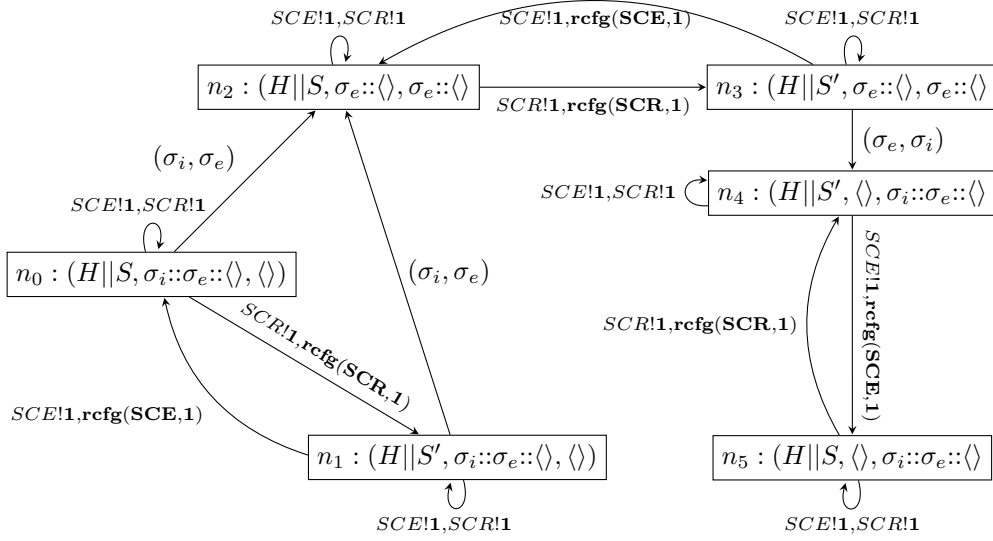 SCE!1,SCR!1
SCE!1,rcfg(SCE,1)
SCE!1,SCR!1
n₂ : (H||S, σₑ::⟨⟩, σₑ::⟨⟩
n₃ : (H||S′, σₑ::⟨⟩, σₑ::⟨⟩
SCR!1,rcfg(SCR,1)
(σᵢ, σₑ)
(σₑ, σᵢ)
SCE!1,SCR!1
n₄ : (H||S′, ⟨⟩, σᵢ::σₑ::⟨⟩
SCE!1,SCR!1
n₀ : (H||S, σᵢ::σₑ::⟨⟩, ⟨⟩)
(σᵢ, σₑ)
SCR!1,rcfg(SCR,1)
SCR!1,rcfg(SCR,1)
SCE!1,rcfg(SCE,1)
SCE!1,rcfg(SCE,1)
n₁ : (H||S′, σᵢ::σₑ::⟨⟩, ⟨⟩)
n₅ : (H||S, ⟨⟩, σᵢ::σₑ::⟨⟩
SCE!1,SCR!1
SCE!1,SCR!1